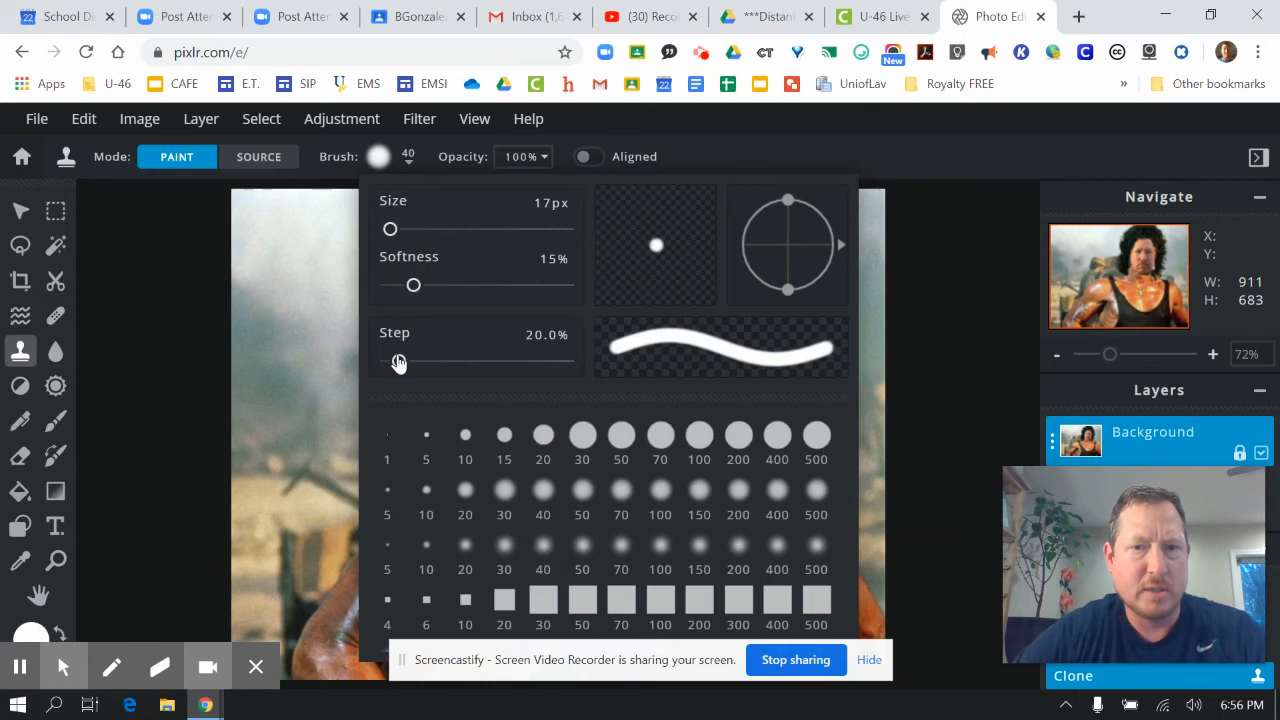 School Di
Post Atter
Post Atter
BGonzale
Inbox (1,6
(30) Reco
***Distan
U-46 Live
Photo Edi
pixlr.com/e/
New
Apps
U-46
CAFE
E.T.
SIP
EMS
EMSI
22
UniofLav
Royalty FREE
»
Other bookmarks
File Edit Image Layer Select Adjustment Filter View Help
Mode: PAINT SOURCE Brush: 40 Opacity: 100% Aligned
Size 17px
Softness 15%
Step 20.0%
1 5 10 15 20 30 50 70 100 200 400 500
5 10 20 30 40 50 70 100 150 200 400 500
5 10 20 30 40 50 70 100 150 200 400 500
4 6 10 20 30 50 70 100 200 200 300 500
Navigate
X:
Y:
W: 911
H: 683
- + 72%
Layers
Background
Clone
Screencastify - Screen Video Recorder is sharing your screen. Stop sharing Hide
6:56 PM